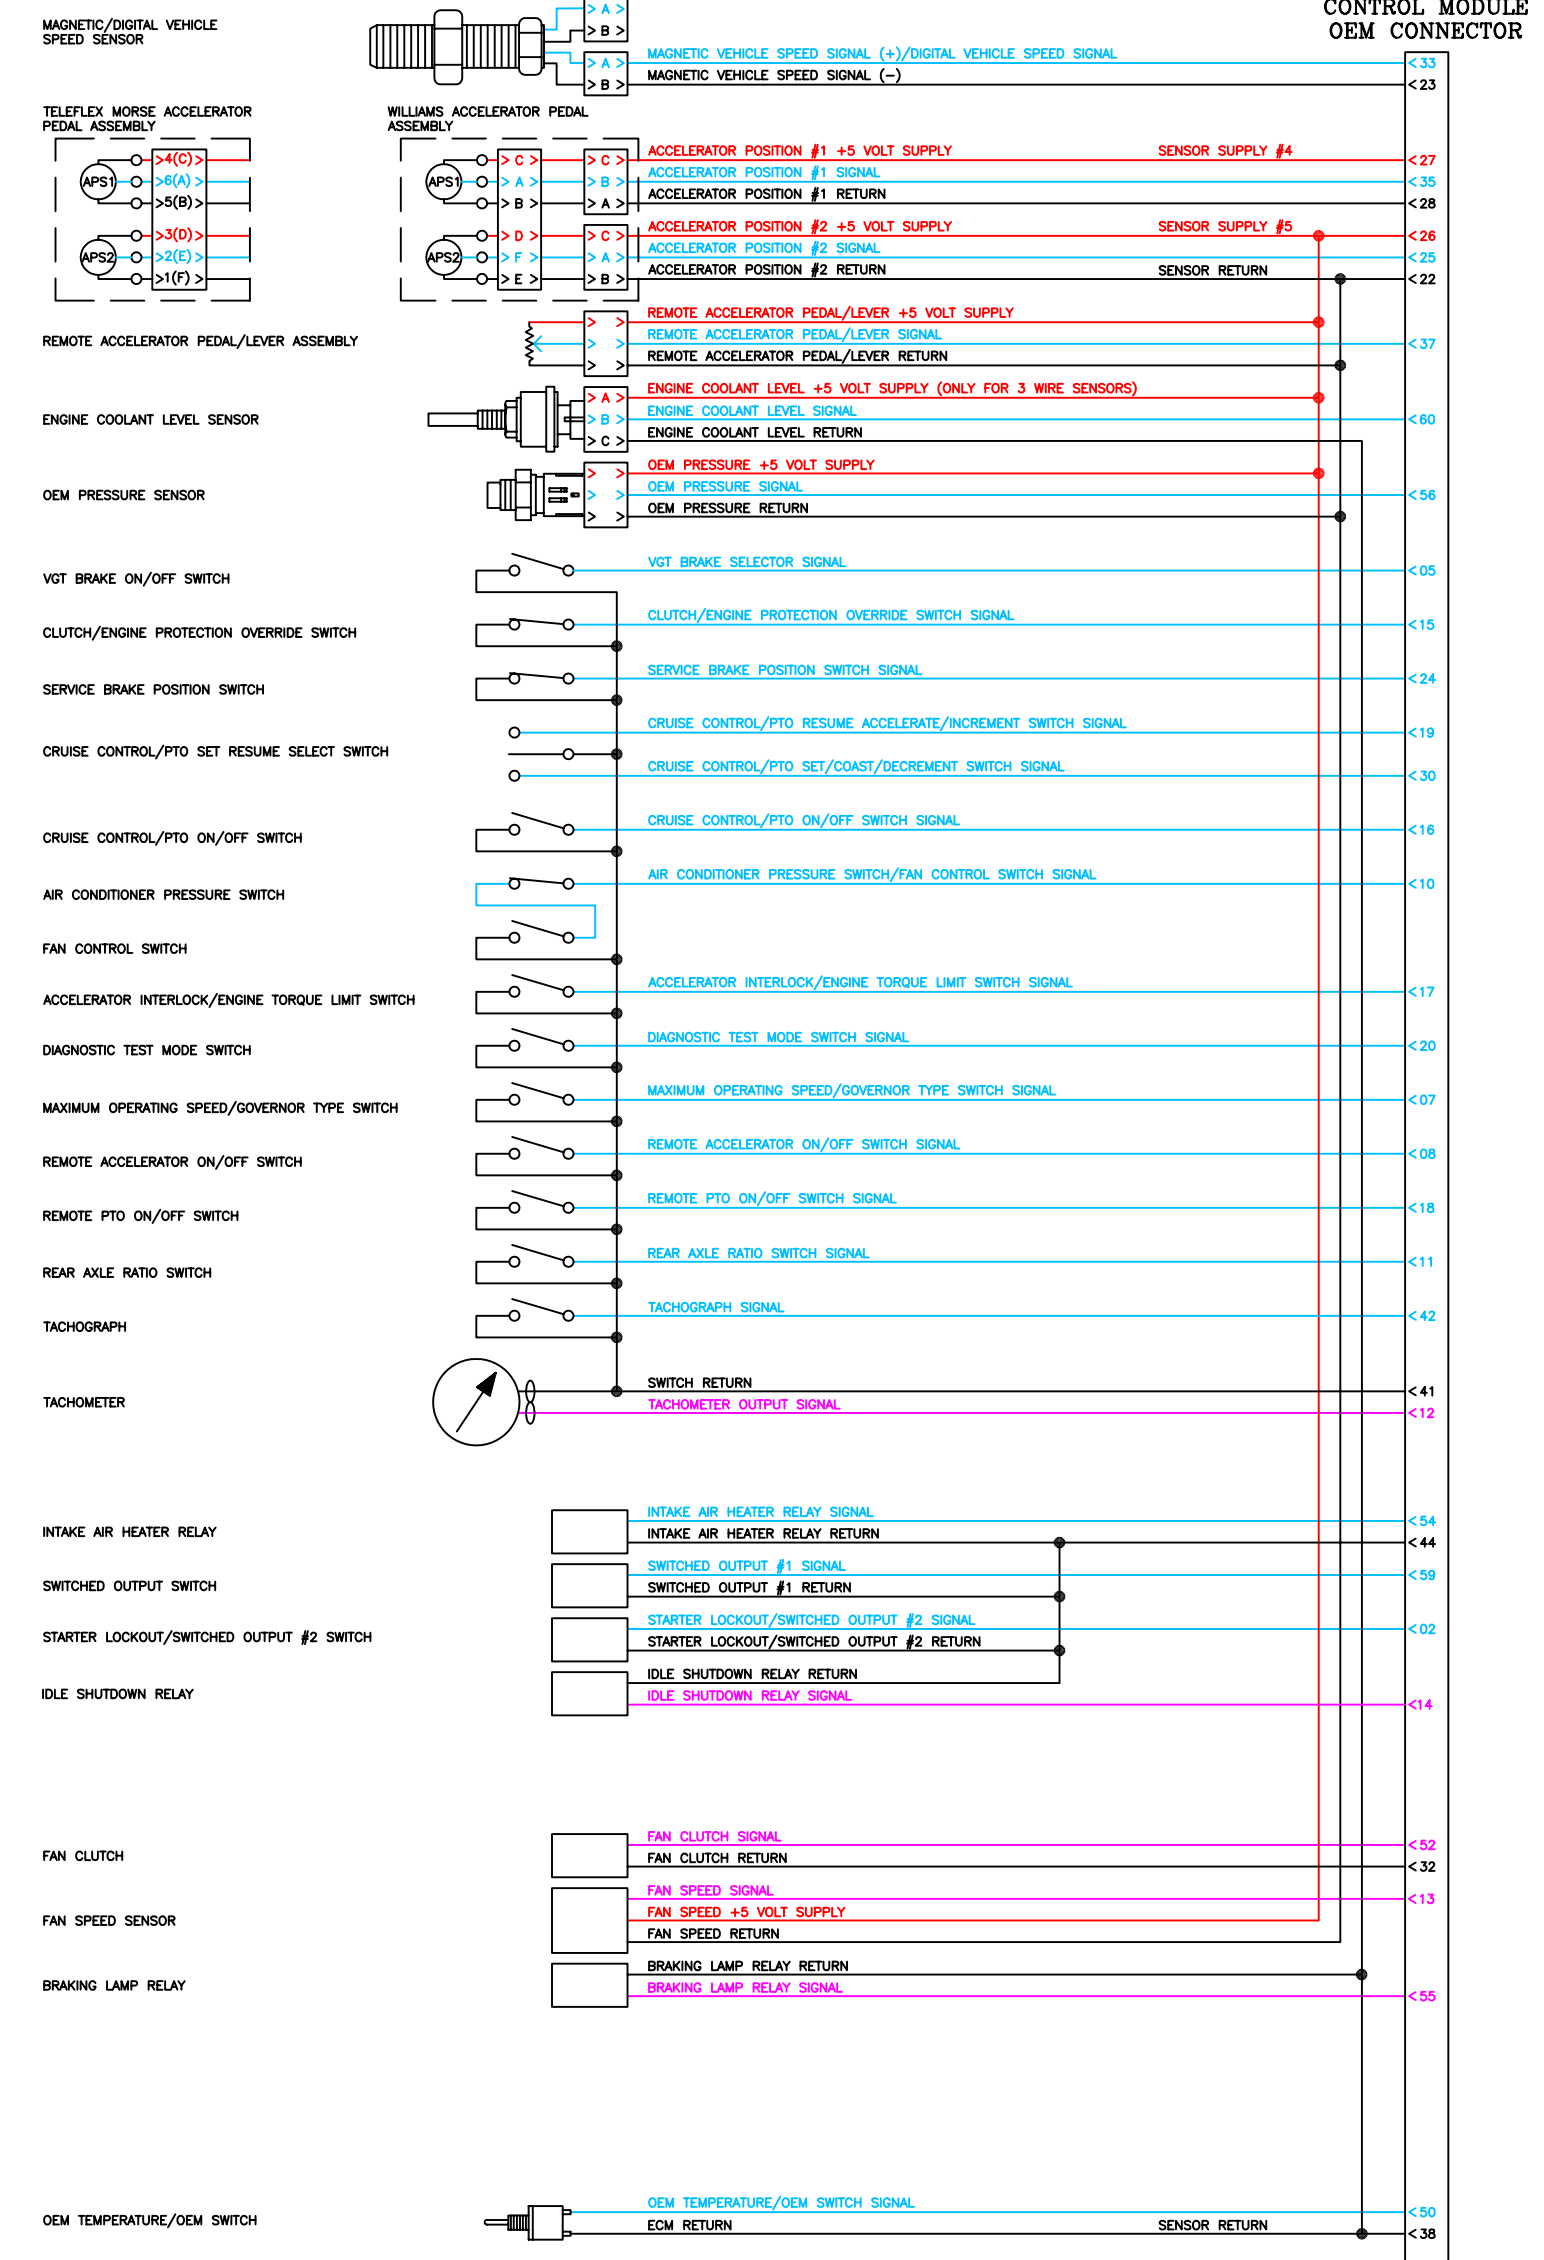 CONTROL MODULE
OEM CONNECTOR
MAGNETIC/DIGITAL VEHICLE
SPEED SENSOR
> A >
> B >
MAGNETIC VEHICLE SPEED SIGNAL (+)/DIGITAL VEHICLE SPEED SIGNAL
> A >
<33
MAGNETIC VEHICLE SPEED SIGNAL (-)
> B >
<23
TELEFLEX MORSE ACCELERATOR
PEDAL ASSEMBLY
WILLIAMS ACCELERATOR PEDAL
ASSEMBLY
APS1
>4(C)>
>6(A)>
>5(B)>
APS2
>3(D)>
>2(E)>
>1(F)>
APS1
> C >
> A >
> B >
APS2
> D >
> F >
> E >
> C >
> B >
> A >
> C >
> A >
> B >
ACCELERATOR POSITION #1 +5 VOLT SUPPLY SENSOR SUPPLY #4
<27
ACCELERATOR POSITION #1 SIGNAL
<35
ACCELERATOR POSITION #1 RETURN
<28
ACCELERATOR POSITION #2 +5 VOLT SUPPLY SENSOR SUPPLY #5
<26
ACCELERATOR POSITION #2 SIGNAL
<25
ACCELERATOR POSITION #2 RETURN SENSOR RETURN
<22
REMOTE ACCELERATOR PEDAL/LEVER ASSEMBLY
REMOTE ACCELERATOR PEDAL/LEVER +5 VOLT SUPPLY
REMOTE ACCELERATOR PEDAL/LEVER SIGNAL
<37
REMOTE ACCELERATOR PEDAL/LEVER RETURN
ENGINE COOLANT LEVEL SENSOR
> A >
> B >
> C >
ENGINE COOLANT LEVEL +5 VOLT SUPPLY (ONLY FOR 3 WIRE SENSORS)
ENGINE COOLANT LEVEL SIGNAL
<60
ENGINE COOLANT LEVEL RETURN
OEM PRESSURE SENSOR
OEM PRESSURE +5 VOLT SUPPLY
OEM PRESSURE SIGNAL
<56
OEM PRESSURE RETURN
VGT BRAKE ON/OFF SWITCH
VGT BRAKE SELECTOR SIGNAL
<05
CLUTCH/ENGINE PROTECTION OVERRIDE SWITCH
CLUTCH/ENGINE PROTECTION OVERRIDE SWITCH SIGNAL
<15
SERVICE BRAKE POSITION SWITCH
SERVICE BRAKE POSITION SWITCH SIGNAL
<24
CRUISE CONTROL/PTO SET RESUME SELECT SWITCH
CRUISE CONTROL/PTO RESUME ACCELERATE/INCREMENT SWITCH SIGNAL
<19
CRUISE CONTROL/PTO SET/COAST/DECREMENT SWITCH SIGNAL
<30
CRUISE CONTROL/PTO ON/OFF SWITCH
CRUISE CONTROL/PTO ON/OFF SWITCH SIGNAL
<16
AIR CONDITIONER PRESSURE SWITCH
AIR CONDITIONER PRESSURE SWITCH/FAN CONTROL SWITCH SIGNAL
<10
FAN CONTROL SWITCH
ACCELERATOR INTERLOCK/ENGINE TORQUE LIMIT SWITCH
ACCELERATOR INTERLOCK/ENGINE TORQUE LIMIT SWITCH SIGNAL
<17
DIAGNOSTIC TEST MODE SWITCH
DIAGNOSTIC TEST MODE SWITCH SIGNAL
<20
MAXIMUM OPERATING SPEED/GOVERNOR TYPE SWITCH
MAXIMUM OPERATING SPEED/GOVERNOR TYPE SWITCH SIGNAL
<07
REMOTE ACCELERATOR ON/OFF SWITCH
REMOTE ACCELERATOR ON/OFF SWITCH SIGNAL
<08
REMOTE PTO ON/OFF SWITCH
REMOTE PTO ON/OFF SWITCH SIGNAL
<18
REAR AXLE RATIO SWITCH
REAR AXLE RATIO SWITCH SIGNAL
<11
TACHOGRAPH
TACHOGRAPH SIGNAL
<42
TACHOMETER
SWITCH RETURN
<41
TACHOMETER OUTPUT SIGNAL
<12
INTAKE AIR HEATER RELAY
INTAKE AIR HEATER RELAY SIGNAL
<54
INTAKE AIR HEATER RELAY RETURN
<44
SWITCHED OUTPUT SWITCH
SWITCHED OUTPUT #1 SIGNAL
<59
SWITCHED OUTPUT #1 RETURN
STARTER LOCKOUT/SWITCHED OUTPUT #2 SWITCH
STARTER LOCKOUT/SWITCHED OUTPUT #2 SIGNAL
<02
STARTER LOCKOUT/SWITCHED OUTPUT #2 RETURN
IDLE SHUTDOWN RELAY
IDLE SHUTDOWN RELAY RETURN
IDLE SHUTDOWN RELAY SIGNAL
<14
FAN CLUTCH
FAN CLUTCH SIGNAL
<52
FAN CLUTCH RETURN
<32
FAN SPEED SENSOR
FAN SPEED SIGNAL
<13
FAN SPEED +5 VOLT SUPPLY
FAN SPEED RETURN
BRAKING LAMP RELAY
BRAKING LAMP RELAY RETURN
BRAKING LAMP RELAY SIGNAL
<55
OEM TEMPERATURE/OEM SWITCH
OEM TEMPERATURE/OEM SWITCH SIGNAL
<50
ECM RETURN SENSOR RETURN
<38